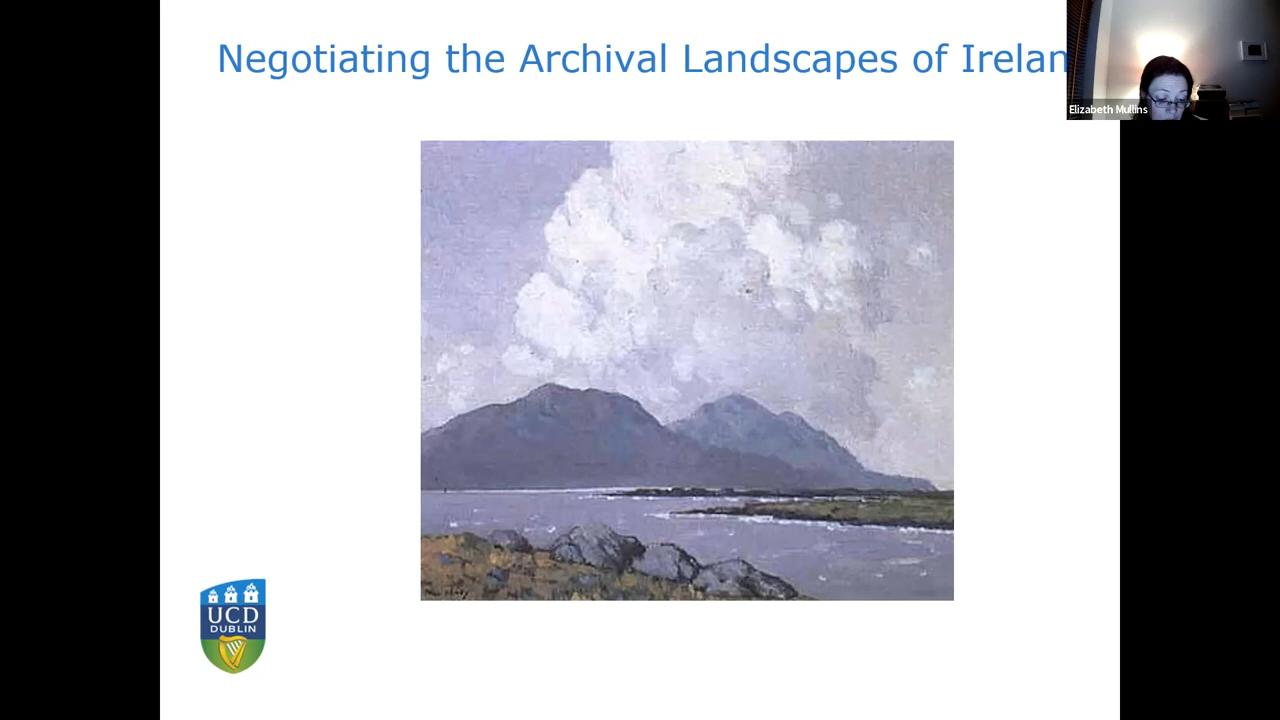 Negotiating the Archival Landscapes of Irelan
Elizabeth Mullins
UCD
DUBLIN